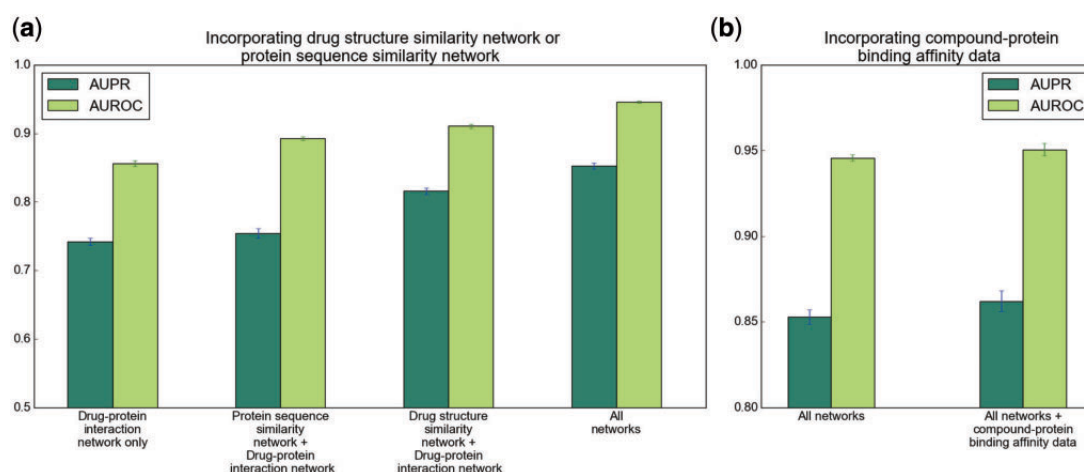 (a)
Incorporating drug structure similarity network or
protein sequence similarity network
1.0
0.9
0.8
0.7
0.6
0.5
AUPR
AUROC
Drug-protein
interaction
network only
Protein sequence
similarity
network +
Drug-protein
interaction network
Drug structure
similarity
network +
Drug-protein
interaction network
All
networks
(b)
Incorporating compound-protein
binding affinity data
1.00
0.95
0.90
0.85
0.80
AUPR
AUROC
All networks
All networks +
compound-protein
binding affinity data